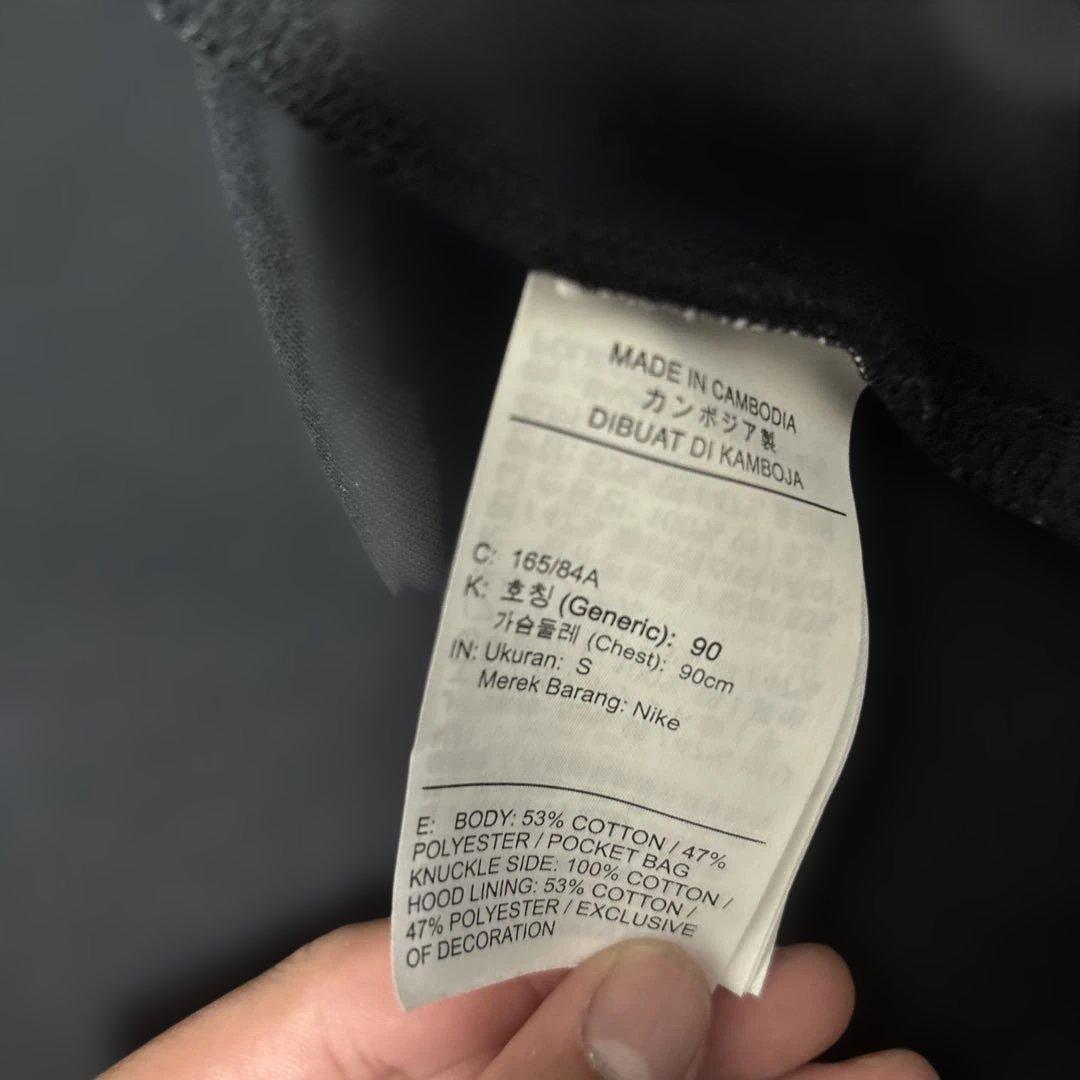 MADE IN CAMBODIA
カンボジア製
DIBUAT DI KAMBOJA
C: 165/84A
K: 호칭 (Generic): 90
가슴둘레 (Chest): 90cm
IN: Ukuran: S
Merek Barang: Nike
E: BODY: 53% COTTON / 47%
POLYESTER / POCKET BAG
KNUCKLE SIDE: 100% COTTON /
HOOD LINING: 53% COTTON /
47% POLYESTER / EXCLUSIVE
OF DECORATION